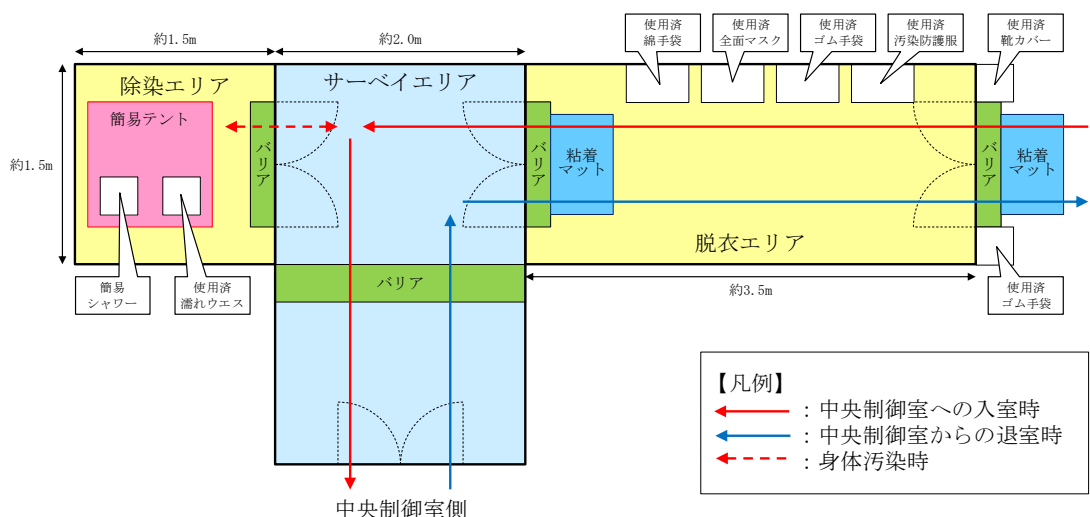 約1.5m
約2.0m
使用済
綿手袋
使用済
全面マスク
使用済
ゴム手袋
使用済
汚染防護服
使用済
靴カバー
除染エリア
サーベイエリア
簡易テント
約1.5m
バリア
バリア
粘着
マット
バリア
粘着
マット
脱衣エリア
簡易
シャワー
使用済
濡れウエス
バリア
約3.5m
使用済
ゴム手袋
中央制御室側
【凡例】
：中央制御室への入室時
：中央制御室からの退室時
：身体汚染時